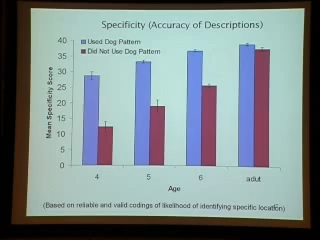 Specificity (Accuracy of Descriptions)
Used Dog Pattern
Did Not Use Dog Pattern
Mean Specificity Score
40
35
30
25
20
15
10
5
0
4
5
6
adut
Age
(Based on reliable and valid codings of likelihood of identifying specific location)